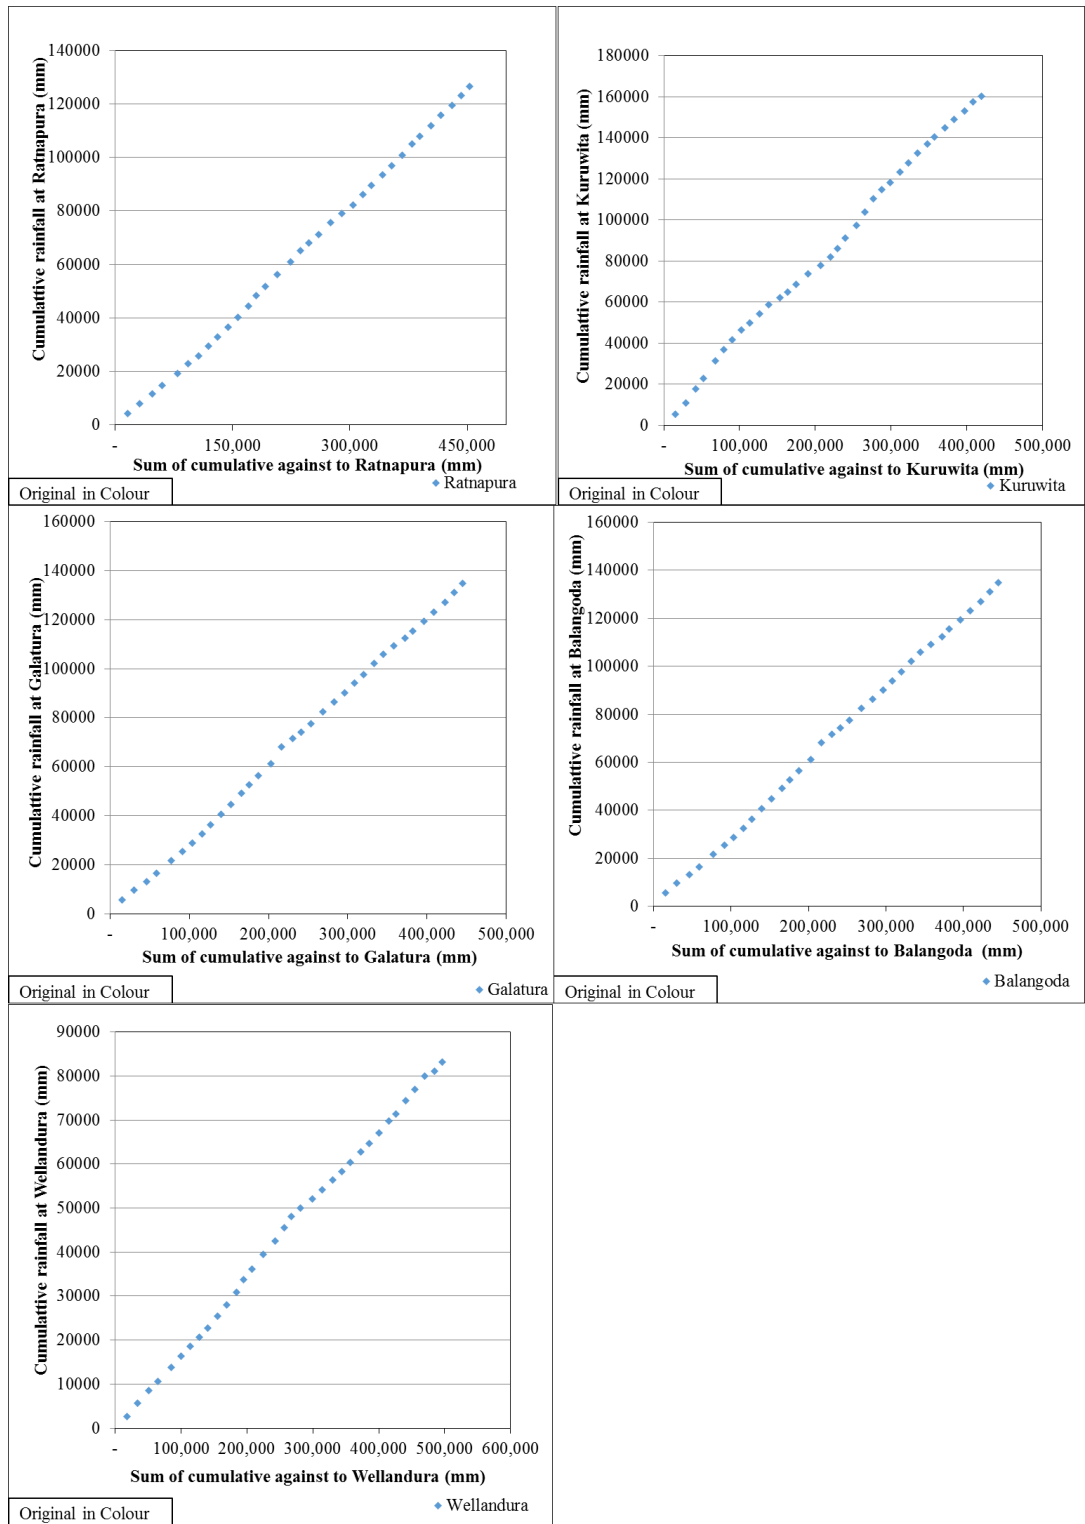 140000
120000
100000
80000
60000
40000
20000
0
Cumulattive rainfall at Ratnapura (mm)
- 150,000 300,000 450,000
Sum of cumulative against to Ratnapura (mm)
Ratnapura
Original in Colour
180000
160000
140000
120000
100000
80000
60000
40000
20000
0
Cumulattive rainfall at Kuruwita (mm)
- 100,000 200,000 300,000 400,000 500,000
Sum of cumulative against to Kuruwita (mm)
Kuruwita
Original in Colour
160000
140000
120000
100000
80000
60000
40000
20000
0
Cumulattive rainfall at Galatura (mm)
- 100,000 200,000 300,000 400,000 500,000
Sum of cumulative against to Galatura (mm)
Galatura
Original in Colour
160000
140000
120000
100000
80000
60000
40000
20000
0
Cumulattive rainfall at Balangoda (mm)
- 100,000 200,000 300,000 400,000 500,000
Sum of cumulative against to Balangoda (mm)
Balangoda
Original in Colour
90000
80000
70000
60000
50000
40000
30000
20000
10000
0
Cumulattive rainfall at Wellandura (mm)
- 100,000 200,000 300,000 400,000 500,000 600,000
Sum of cumulative against to Wellandura (mm)
Wellandura
Original in Colour